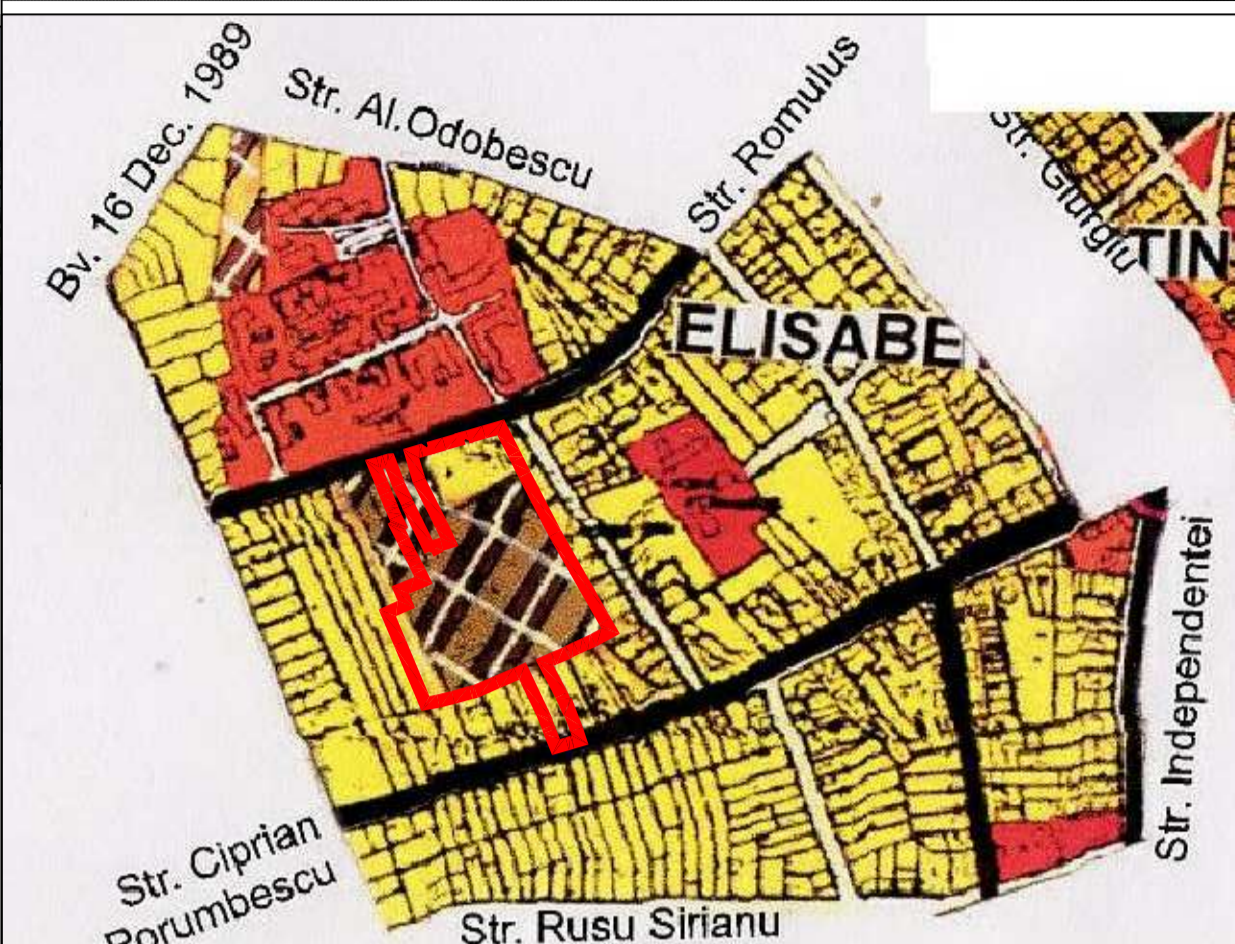 Bv. 16 Dec. 1989
Str. Al.Odobescu
Str. Romulus
Str. Giurgiu
TIN
ELISABE
Str. Independentei
Str. Ciprian
Porumbescu
Str. Rusu Sirianu